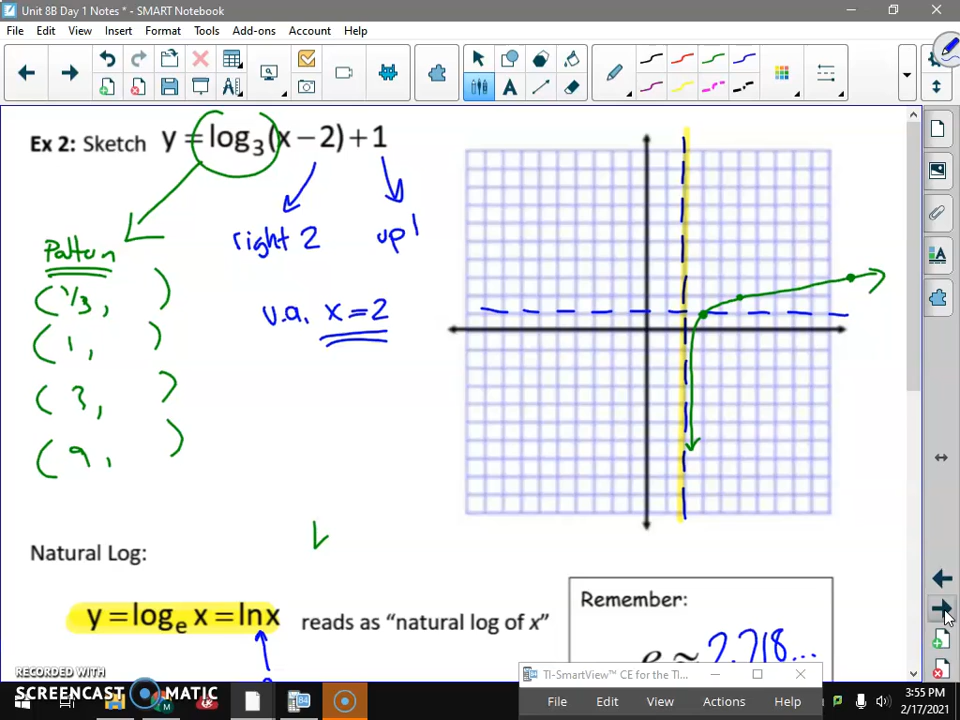 Unit 8B Day 1 Notes * - SMART Notebook
File Edit View Insert Format Tools Add-ons Account Help
Ex 2: Sketch y = log₃(x − 2) + 1
right 2 up 1
Pattern
(1/3, )
(1, )
(3, )
(9, )
v.a. x = 2
Natural Log:
y = logₑ x = lnx reads as “natural log of x”
Remember:
e ≈ 2.718...
TI-SmartView™ CE for the TI...
File Edit View Actions Help
RECORDED WITH
SCREENCAST MATIC
3:55 PM
2/17/2021